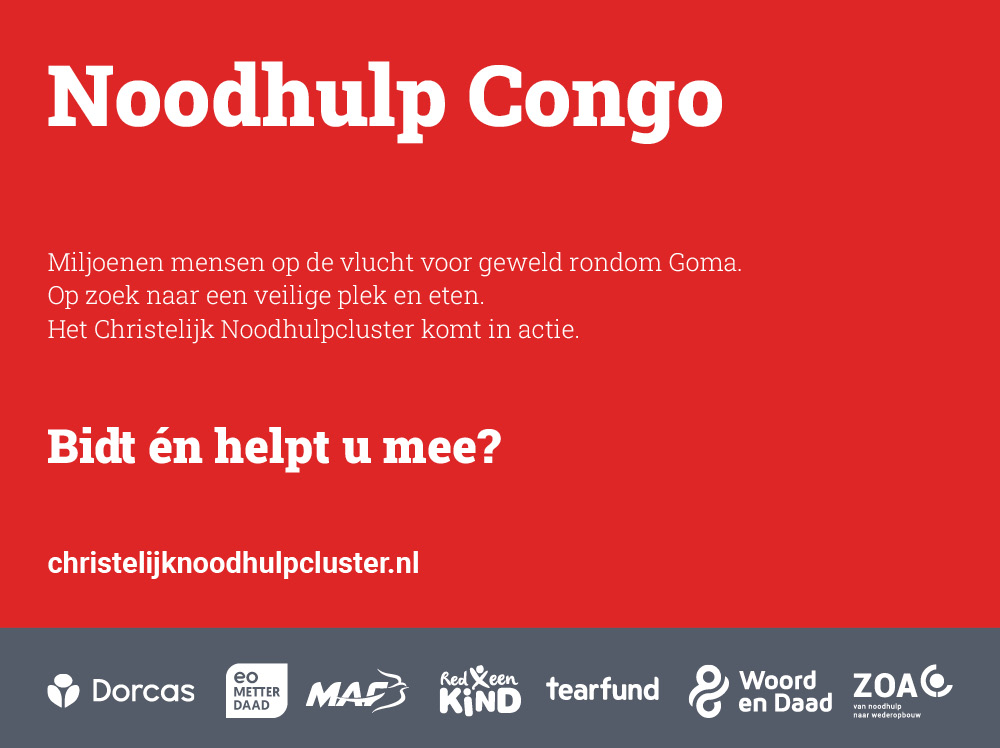 Noodhulp Congo
Miljoenen mensen op de vlucht voor geweld rondom Goma.
Op zoek naar een veilige plek en eten.
Het Christelijk Noodhulpcluster komt in actie.
Bidt én helpt u mee?
christelijknoodhulpcluster.nl
Dorcas
eo
METTER
DAAD
MAF
Red een
KiND
tearfund
Woord
en Daad
ZOA
van noodhulp
naar wederopbouw